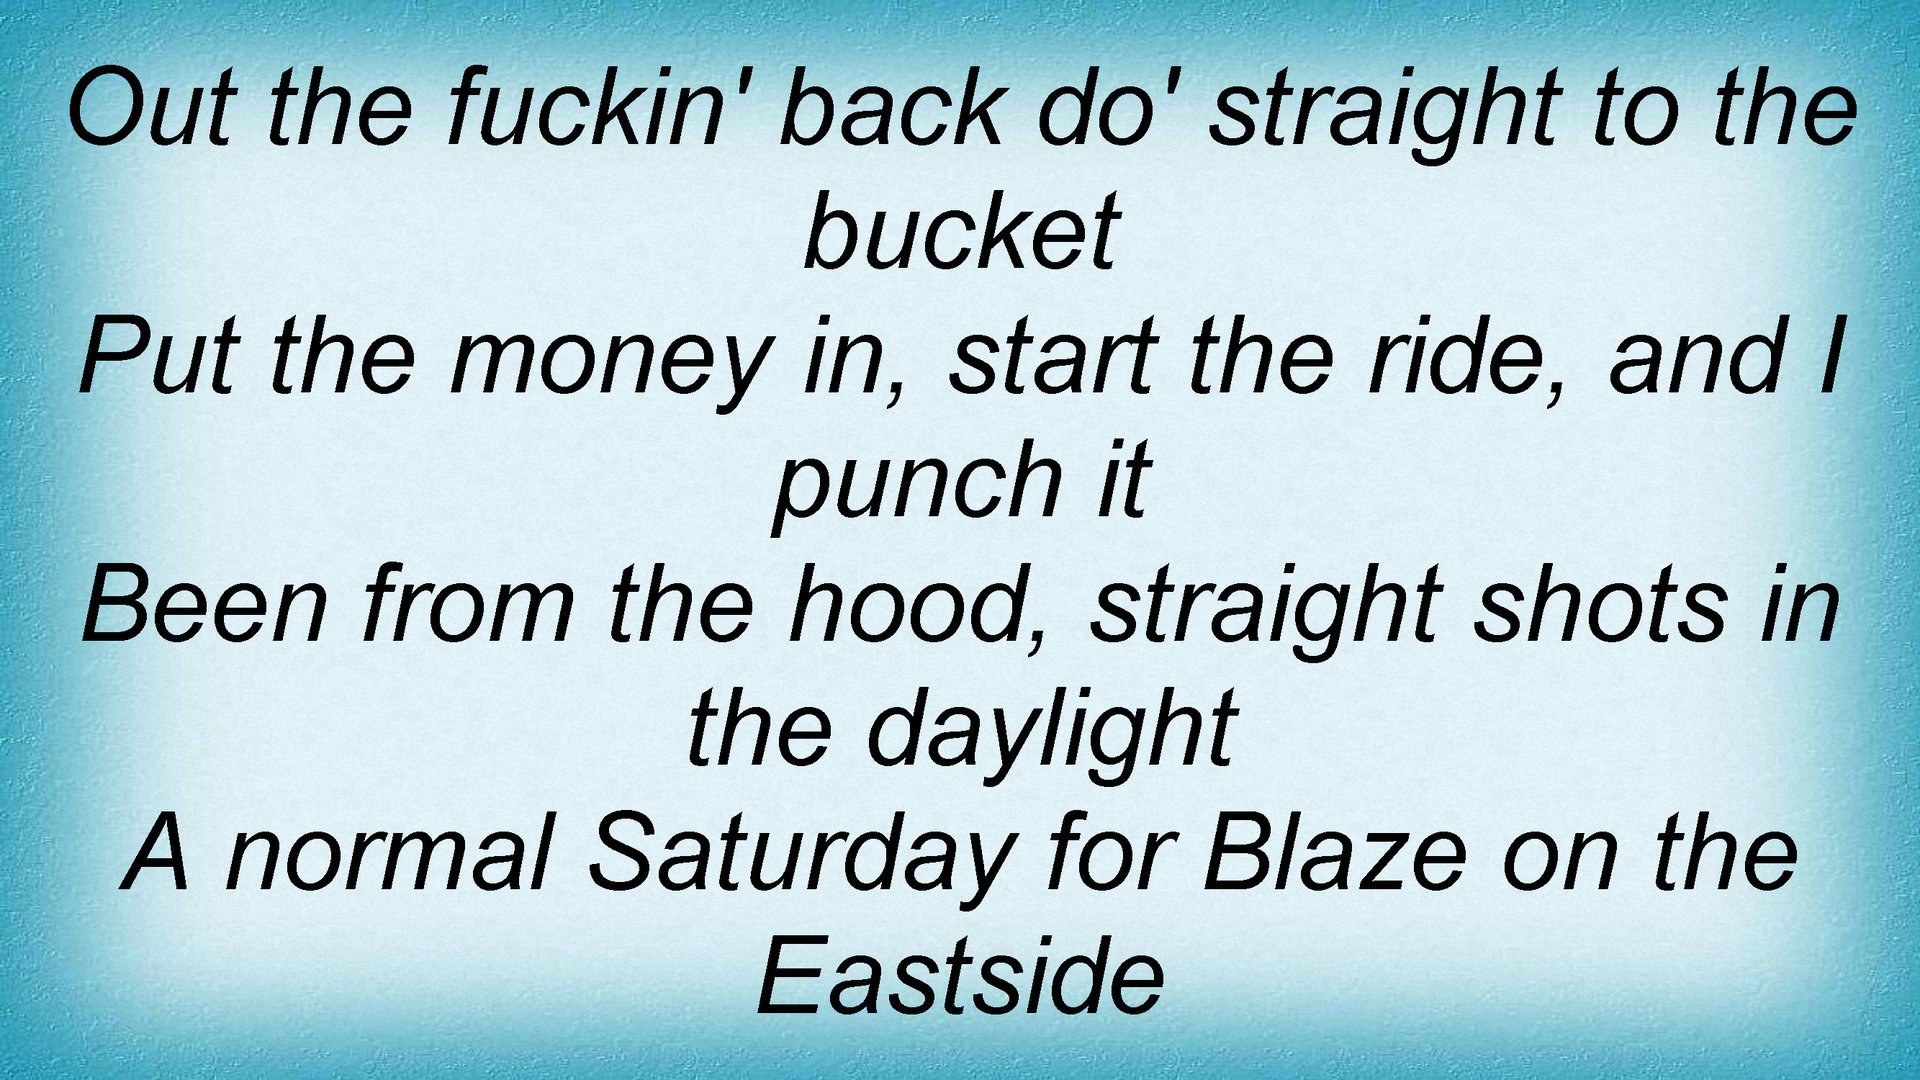 Out the fuckin' back do' straight to the
bucket
Put the money in, start the ride, and I
punch it
Been from the hood, straight shots in
the daylight
A normal Saturday for Blaze on the
Eastside